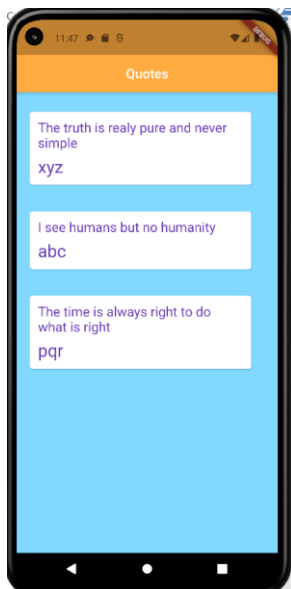 11:47
DEBUG
Quotes
The truth is realy pure and never
simple
xyz
I see humans but no humanity
abc
The time is always right to do
what is right
pqr